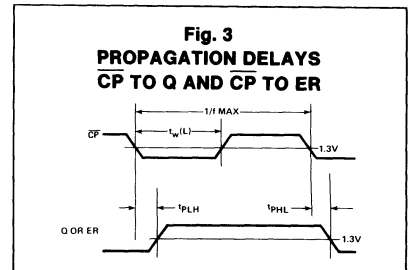 Fig. 3
PROPAGATION DELAYS
CP TO Q AND CP TO ER
1/f MAX
CP
tw(L)
1.3V
tPLH
tPHL
Q OR ER
1.3V